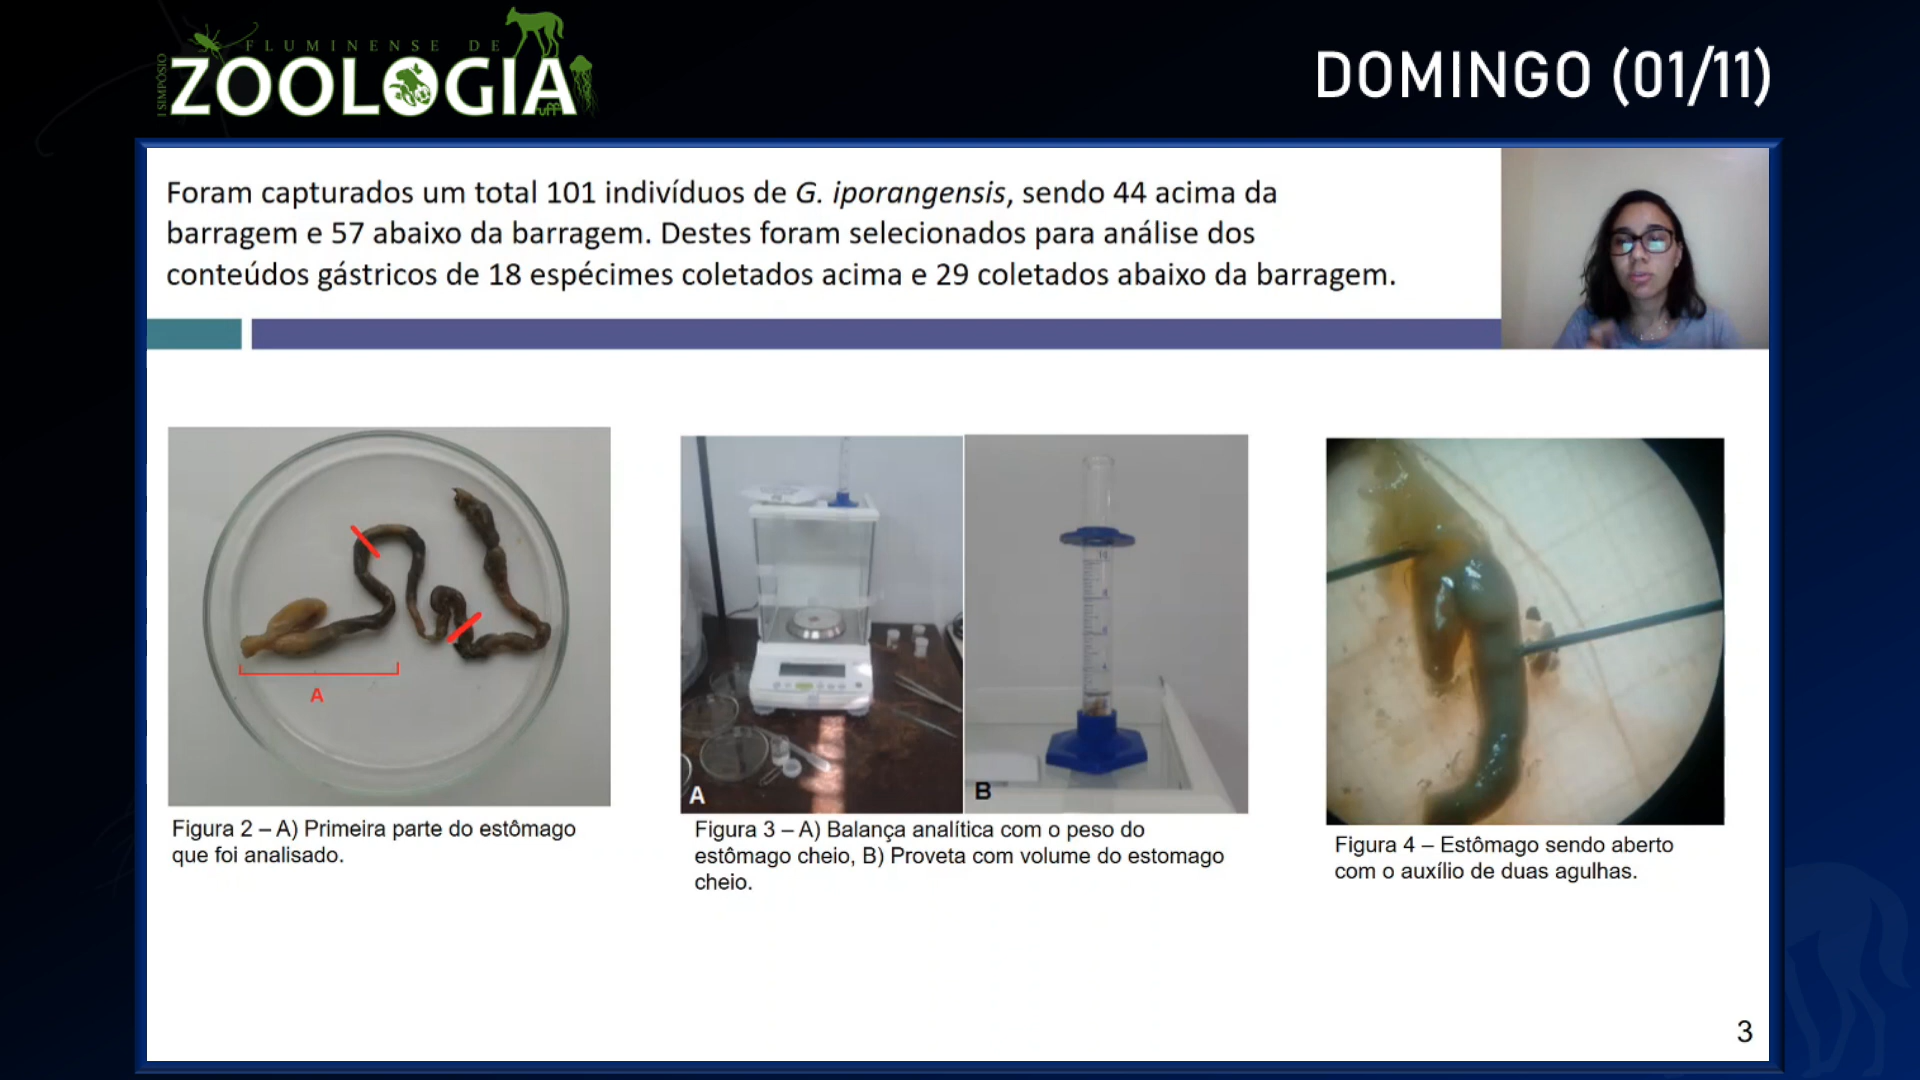 I SIMPÓSIO
FLUMINENSE DE
ZOOLOGIA
uff
DOMINGO (01/11)
Foram capturados um total 101 indivíduos de G. iporangensis, sendo 44 acima da
barragem e 57 abaixo da barragem. Destes foram selecionados para análise dos
conteúdos gástricos de 18 espécimes coletados acima e 29 coletados abaixo da barragem.
A
A
B
Figura 2 – A) Primeira parte do estômago
que foi analisado.
Figura 3 – A) Balança analítica com o peso do
estômago cheio, B) Proveta com volume do estomago
cheio.
Figura 4 – Estômago sendo aberto
com o auxílio de duas agulhas.
3